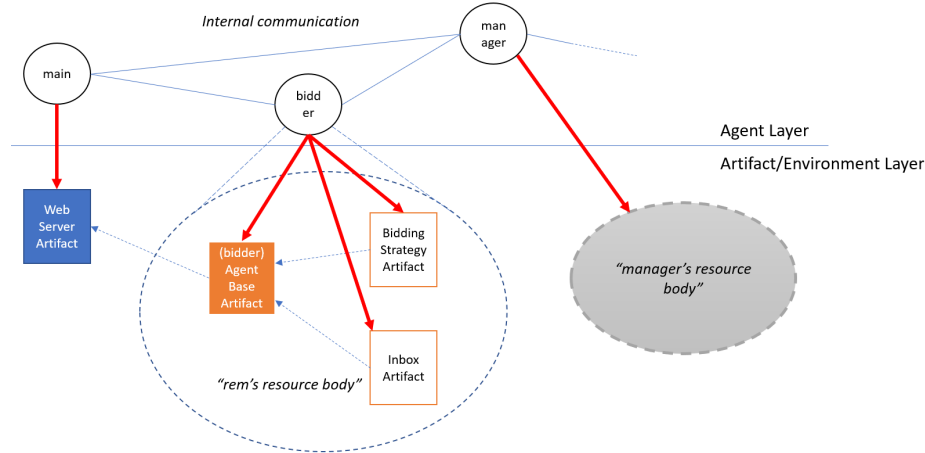 Internal communication
man
ager
main
bidd
er
Agent Layer
Artifact/Environment Layer
Web
Server
Artifact
(bidder)
Agent
Base
Artifact
Bidding
Strategy
Artifact
“manager’s resource
body”
Inbox
Artifact
“rem’s resource body”